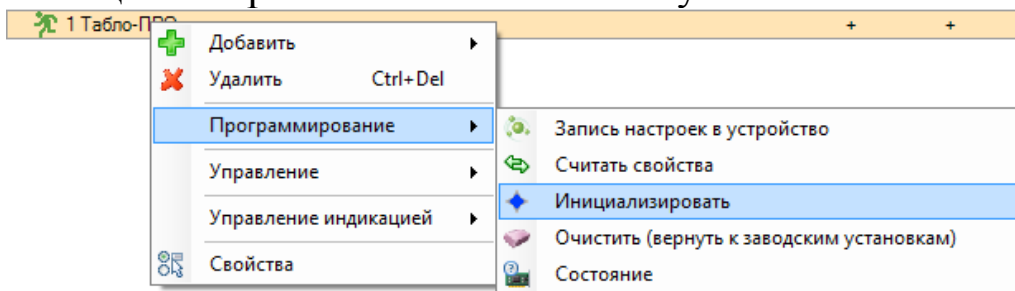 1 Табло-ПРО + +
Добавить
Удалить Ctrl+Del
Программирование
Запись настроек в устройство
Управление
Считать свойства
Инициализировать
Управление индикацией
Очистить (вернуть к заводским установкам)
Свойства
Состояние